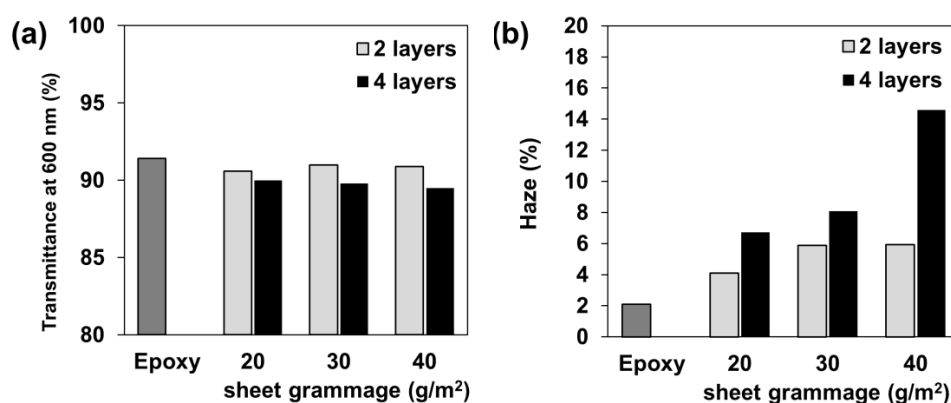 (a)
Transmittance at 600 nm (%)
100
95
90
85
80
2 layers
4 layers
Epoxy 20 30 40
sheet grammage (g/m²)
(b)
Haze (%)
20
18
16
14
12
10
8
6
4
2
0
2 layers
4 layers
Epoxy 20 30 40
sheet grammage (g/m²)